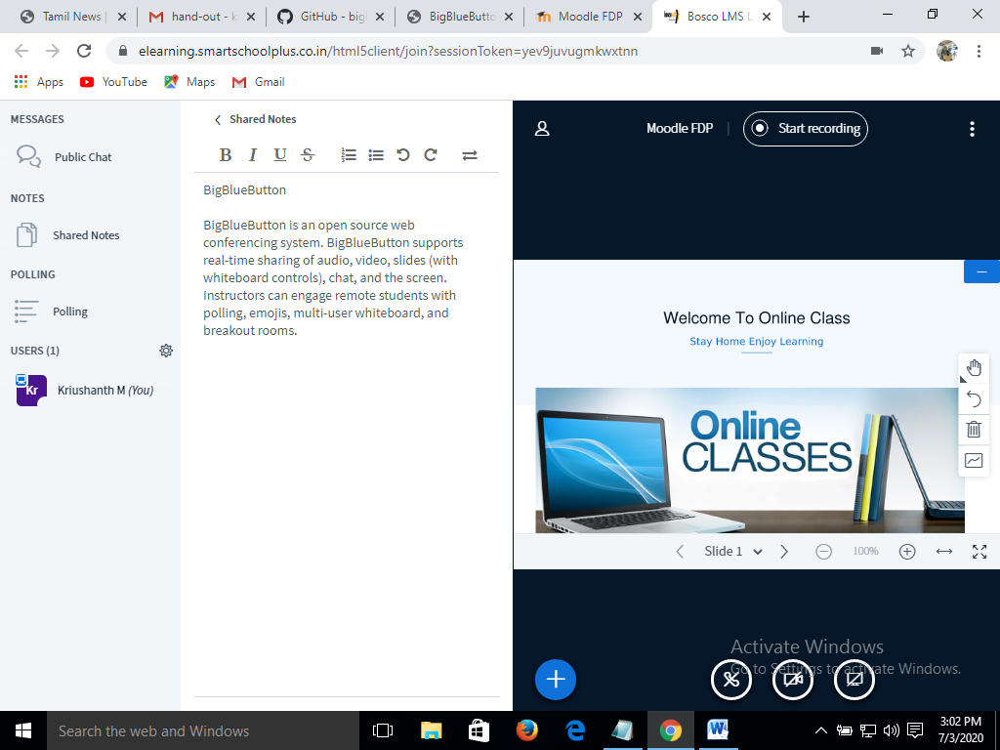 Tamil News |
hand-out - k
GitHub - big
BigBlueButto
Moodle FDP
Bosco LMS L
elearning.smartschoolplus.co.in/html5client/join?sessionToken=yev9juvugmkwxtnn
Apps
YouTube
Maps
Gmail
MESSAGES
Public Chat
NOTES
Shared Notes
POLLING
Polling
USERS (1)
Kr
Kriushanth M (You)
Shared Notes
B I U S
BigBlueButton
BigBlueButton is an open source web
conferencing system. BigBlueButton supports
real-time sharing of audio, video, slides (with
whiteboard controls), chat, and the screen.
Instructors can engage remote students with
polling, emojis, multi-user whiteboard, and
breakout rooms.
Moodle FDP
Start recording
Welcome To Online Class
Stay Home Enjoy Learning
Online
CLASSES
Slide 1
100%
Activate Windows
Go to Settings to activate Windows.
Search the web and Windows
3:02 PM
7/3/2020